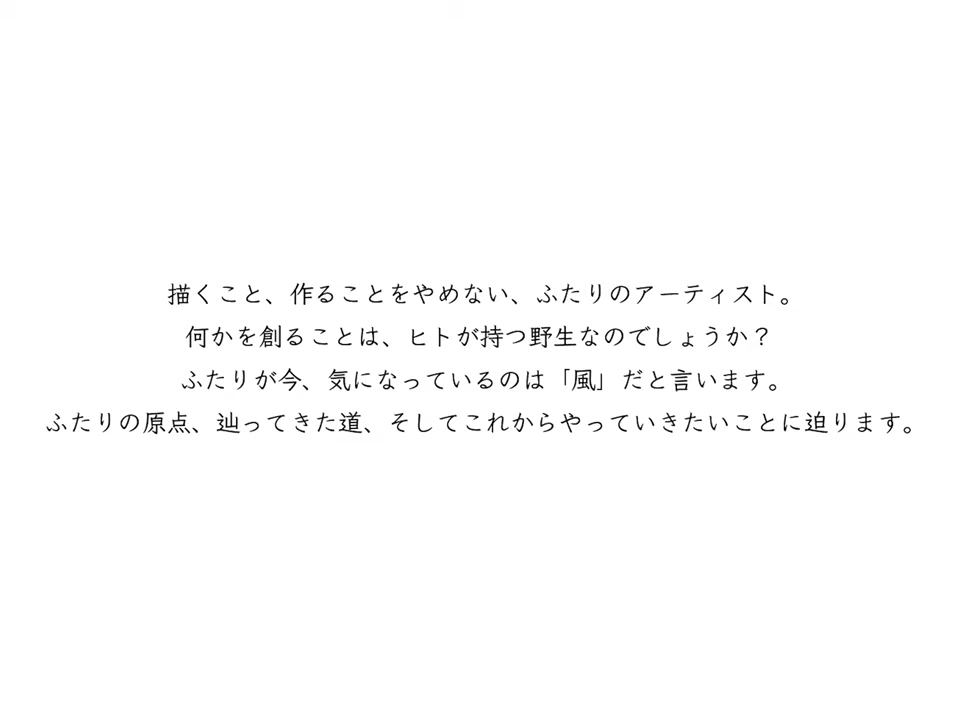 描くこと、作ることをやめない、ふたりのアーティスト。
何かを創ることは、ヒトが持つ野生なのでしょうか？
ふたりが今、気になっているのは「風」だと言います。
ふたりの原点、辿ってきた道、そしてこれからやっていきたいことに迫ります。